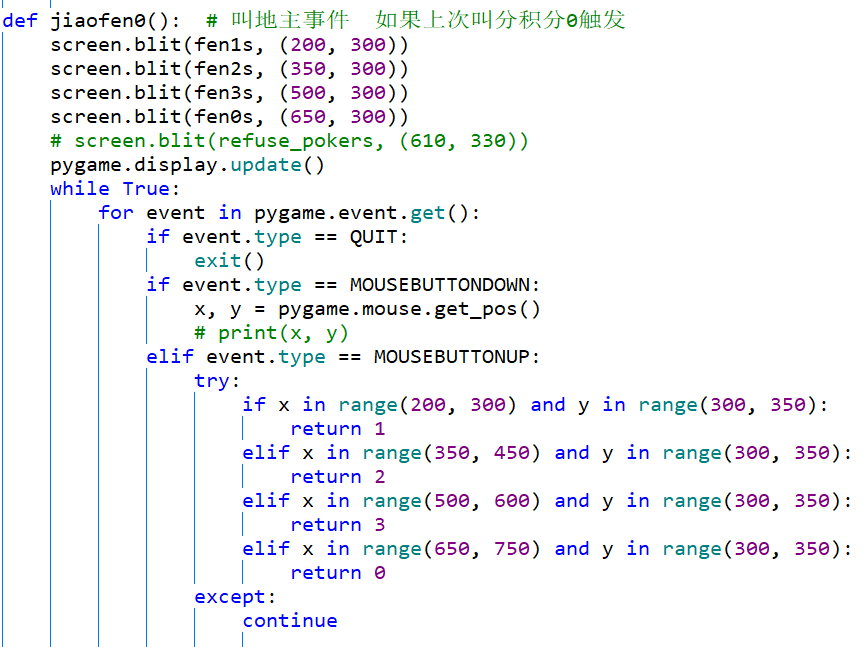 def jiaofen0():  # 叫地主事件  如果上次叫分积分0触发
    screen.blit(fen1s, (200, 300))
    screen.blit(fen2s, (350, 300))
    screen.blit(fen3s, (500, 300))
    screen.blit(fen0s, (650, 300))
    # screen.blit(refuse_pokers, (610, 330))
    pygame.display.update()
    while True:
        for event in pygame.event.get():
            if event.type == QUIT:
                exit()
            if event.type == MOUSEBUTTONDOWN:
                x, y = pygame.mouse.get_pos()
                # print(x, y)
            elif event.type == MOUSEBUTTONUP:
                try:
                    if x in range(200, 300) and y in range(300, 350):
                        return 1
                    elif x in range(350, 450) and y in range(300, 350):
                        return 2
                    elif x in range(500, 600) and y in range(300, 350):
                        return 3
                    elif x in range(650, 750) and y in range(300, 350):
                        return 0
                except:
                    continue